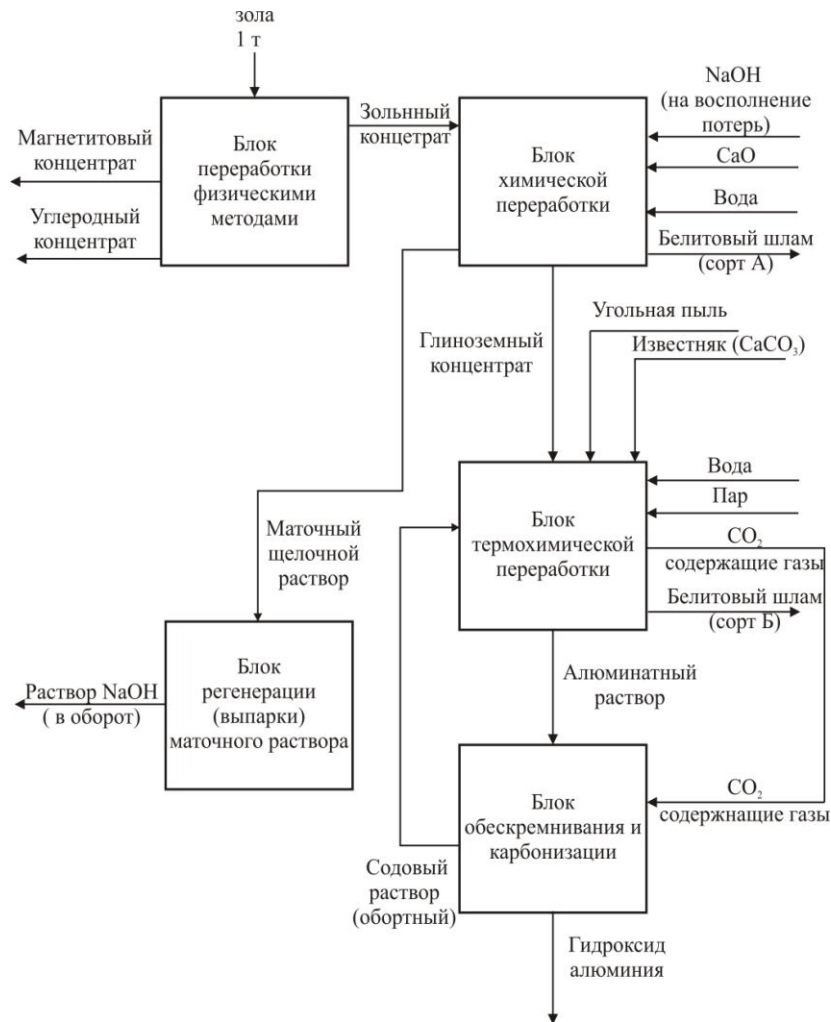 зола
1 т
Магнетитовый
концентрат
Углеродный
концентрат
Блок
переработки
физическими
методами
Зольнный
концетрат
Блок
химической
переработки
NaOH
(на восполнение
потерь)
CaO
Вода
Белитовый шлам
(сорт А)
Угольная пыль
Известняк (CaCO₃)
Глиноземный
концентрат
Маточный
щелочной
раствор
Блок
термохимической
переработки
Вода
Пар
CO₂
содержащие газы
Белитовый шлам
(сорт Б)
Раствор NaOH
( в оборот)
Блок
регенерации
(выпарки)
маточного раствора
Алюминатный
раствор
Блок
обескремнивания и
карбонизации
CO₂
содержнащие газы
Содовый
раствор
(обортный)
Гидроксид
алюминия